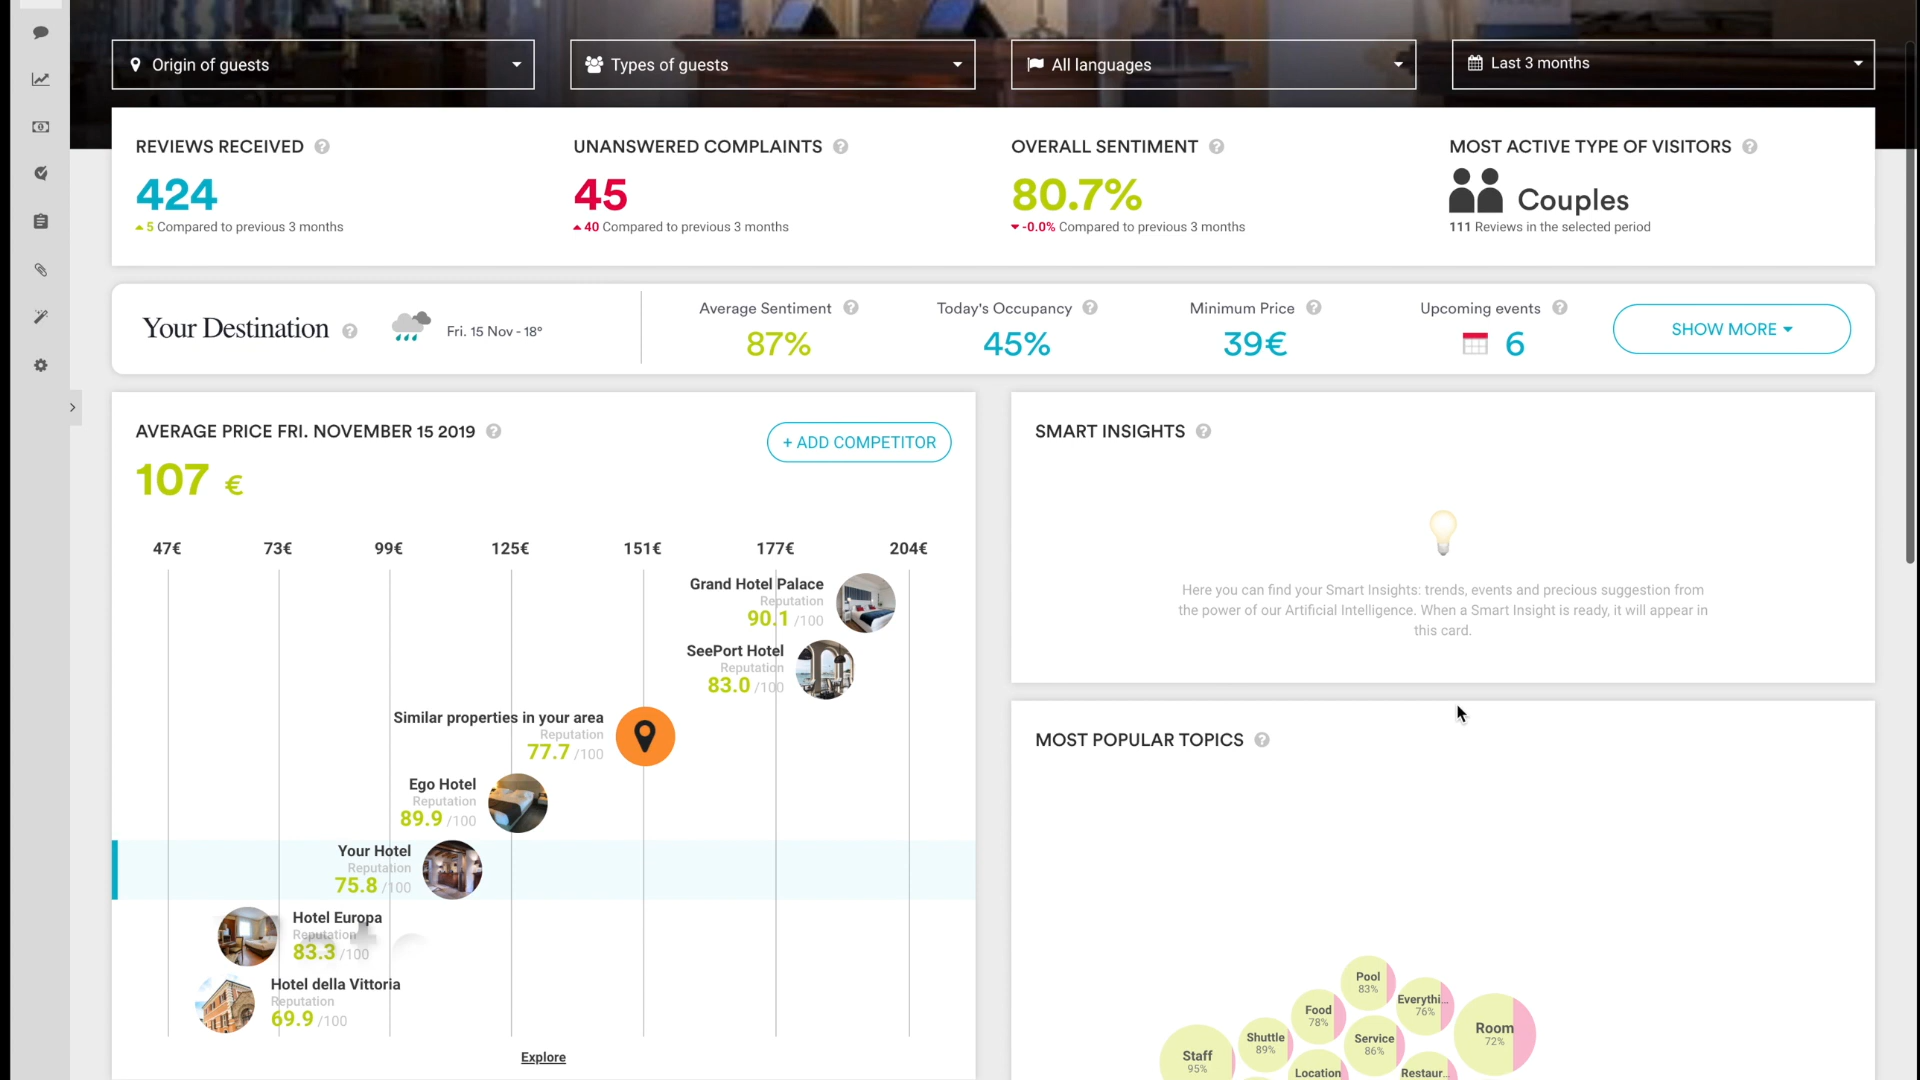 Origin of guests
Types of guests
All languages
Last 3 months
REVIEWS RECEIVED
424
5 Compared to previous 3 months
UNANSWERED COMPLAINTS
45
40 Compared to previous 3 months
OVERALL SENTIMENT
80.7%
-0.0% Compared to previous 3 months
MOST ACTIVE TYPE OF VISITORS
Couples
111 Reviews in the selected period
Your Destination
Fri. 15 Nov - 18°
Average Sentiment
87%
Today's Occupancy
45%
Minimum Price
39€
Upcoming events
6
SHOW MORE
AVERAGE PRICE FRI. NOVEMBER 15 2019
107 €
+ ADD COMPETITOR
47€ 73€ 99€ 125€ 151€ 177€ 204€
Grand Hotel Palace
Reputation
90.1 /100
SeePort Hotel
Reputation
83.0 /100
Similar properties in your area
Reputation
77.7 /100
Ego Hotel
Reputation
89.9 /100
Your Hotel
Reputation
75.8 /100
Hotel Europa
Reputation
83.3 /100
Hotel della Vittoria
Reputation
69.9 /100
Explore
SMART INSIGHTS
Here you can find your Smart Insights: trends, events and precious suggestion from
the power of our Artificial Intelligence. When a Smart Insight is ready, it will appear in
this card.
MOST POPULAR TOPICS
Pool
83%
Everythi...
76%
Food
78%
Room
72%
Shuttle
89%
Service
86%
Staff
95%
Location
Restaur...